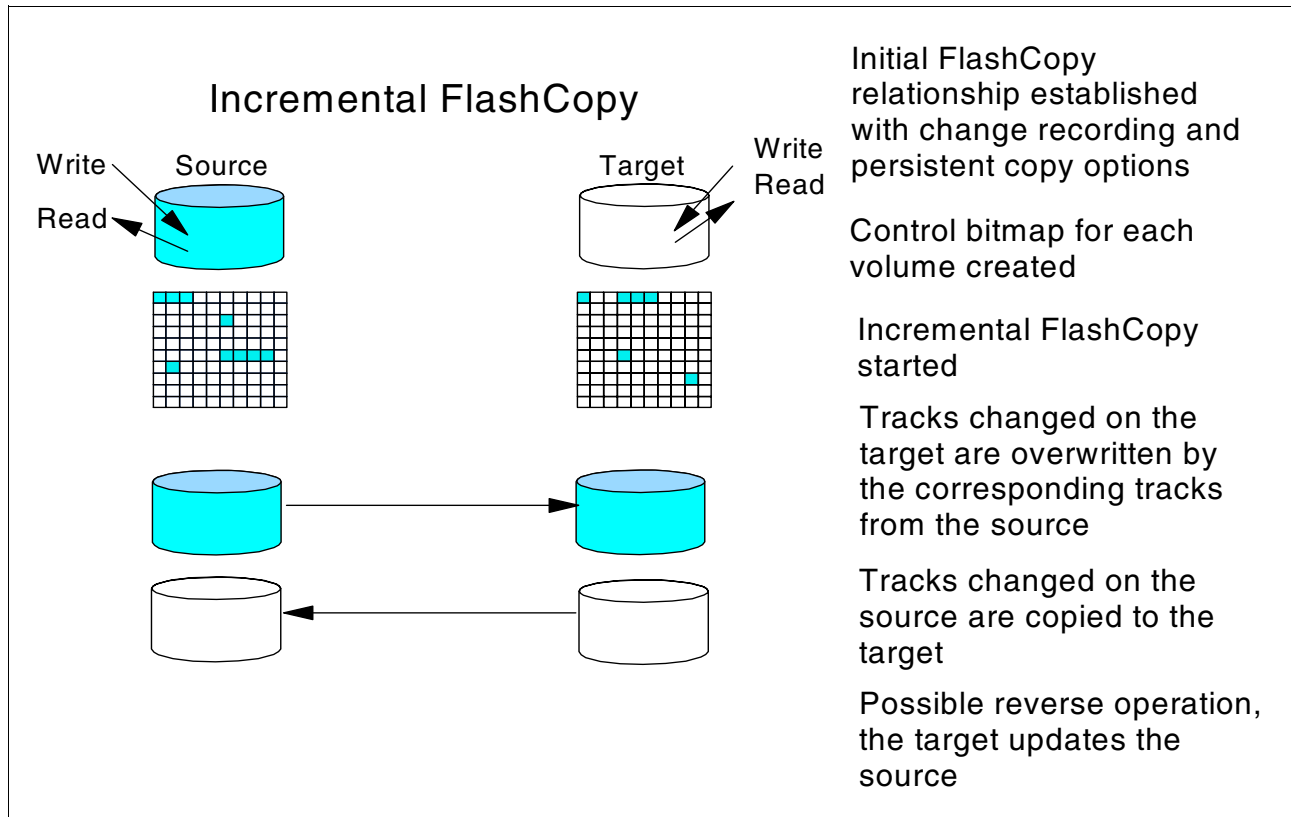 Incremental FlashCopy
Write
Source
Read
Target
Write
Read
Initial FlashCopy
relationship established
with change recording and
persistent copy options
Control bitmap for each
volume created
Incremental FlashCopy
started
Tracks changed on the
target are overwritten by
the corresponding tracks
from the source
Tracks changed on the
source are copied to the
target
Possible reverse operation,
the target updates the
source